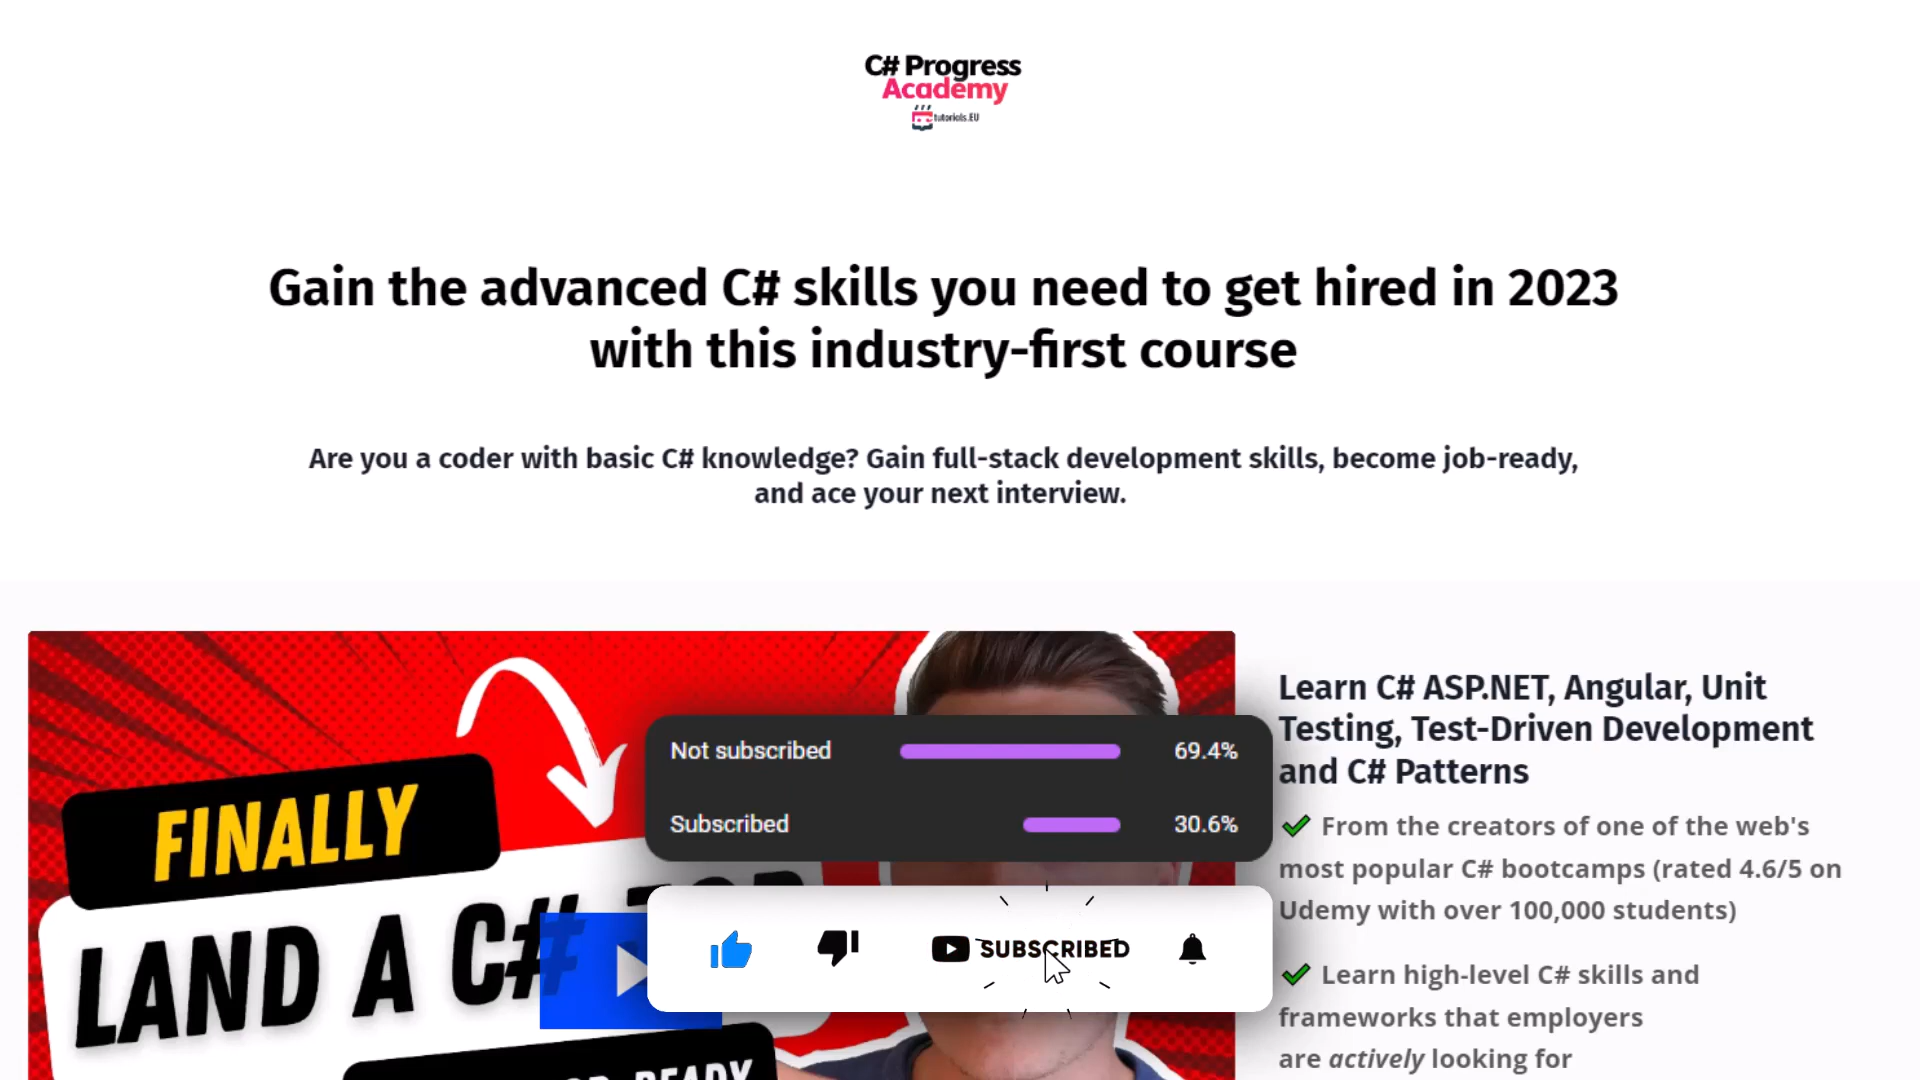 C# Progress
Academy
tutorials.EU
Gain the advanced C# skills you need to get hired in 2023
with this industry-first course
Are you a coder with basic C# knowledge? Gain full-stack development skills, become job-ready,
and ace your next interview.
FINALLY
LAND A C#
Not subscribed 69.4%
Subscribed 30.6%
SUBSCRIBED
Learn C# ASP.NET, Angular, Unit
Testing, Test-Driven Development
and C# Patterns
From the creators of one of the web's
most popular C# bootcamps (rated 4.6/5 on
Udemy with over 100,000 students)
Learn high-level C# skills and
frameworks that employers
are actively looking for